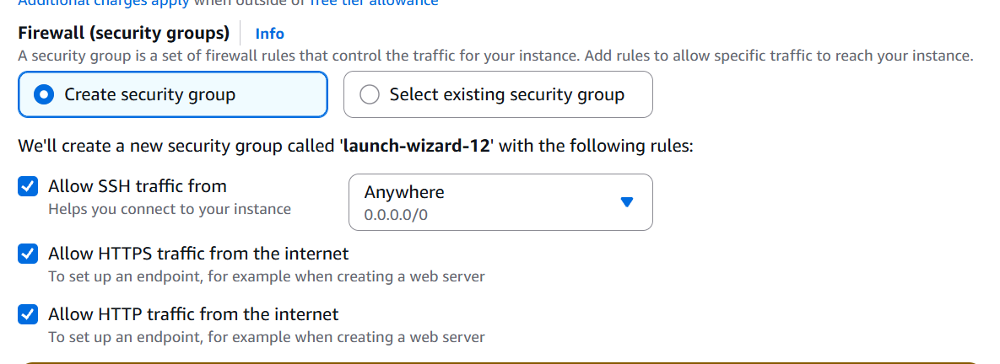 Additional charges apply when outside of free tier allowance
Firewall (security groups) Info
A security group is a set of firewall rules that control the traffic for your instance. Add rules to allow specific traffic to reach your instance.
Create security group Select existing security group
We'll create a new security group called 'launch-wizard-12' with the following rules:
Allow SSH traffic from
Helps you connect to your instance
Anywhere
0.0.0.0/0
Allow HTTPS traffic from the internet
To set up an endpoint, for example when creating a web server
Allow HTTP traffic from the internet
To set up an endpoint, for example when creating a web server